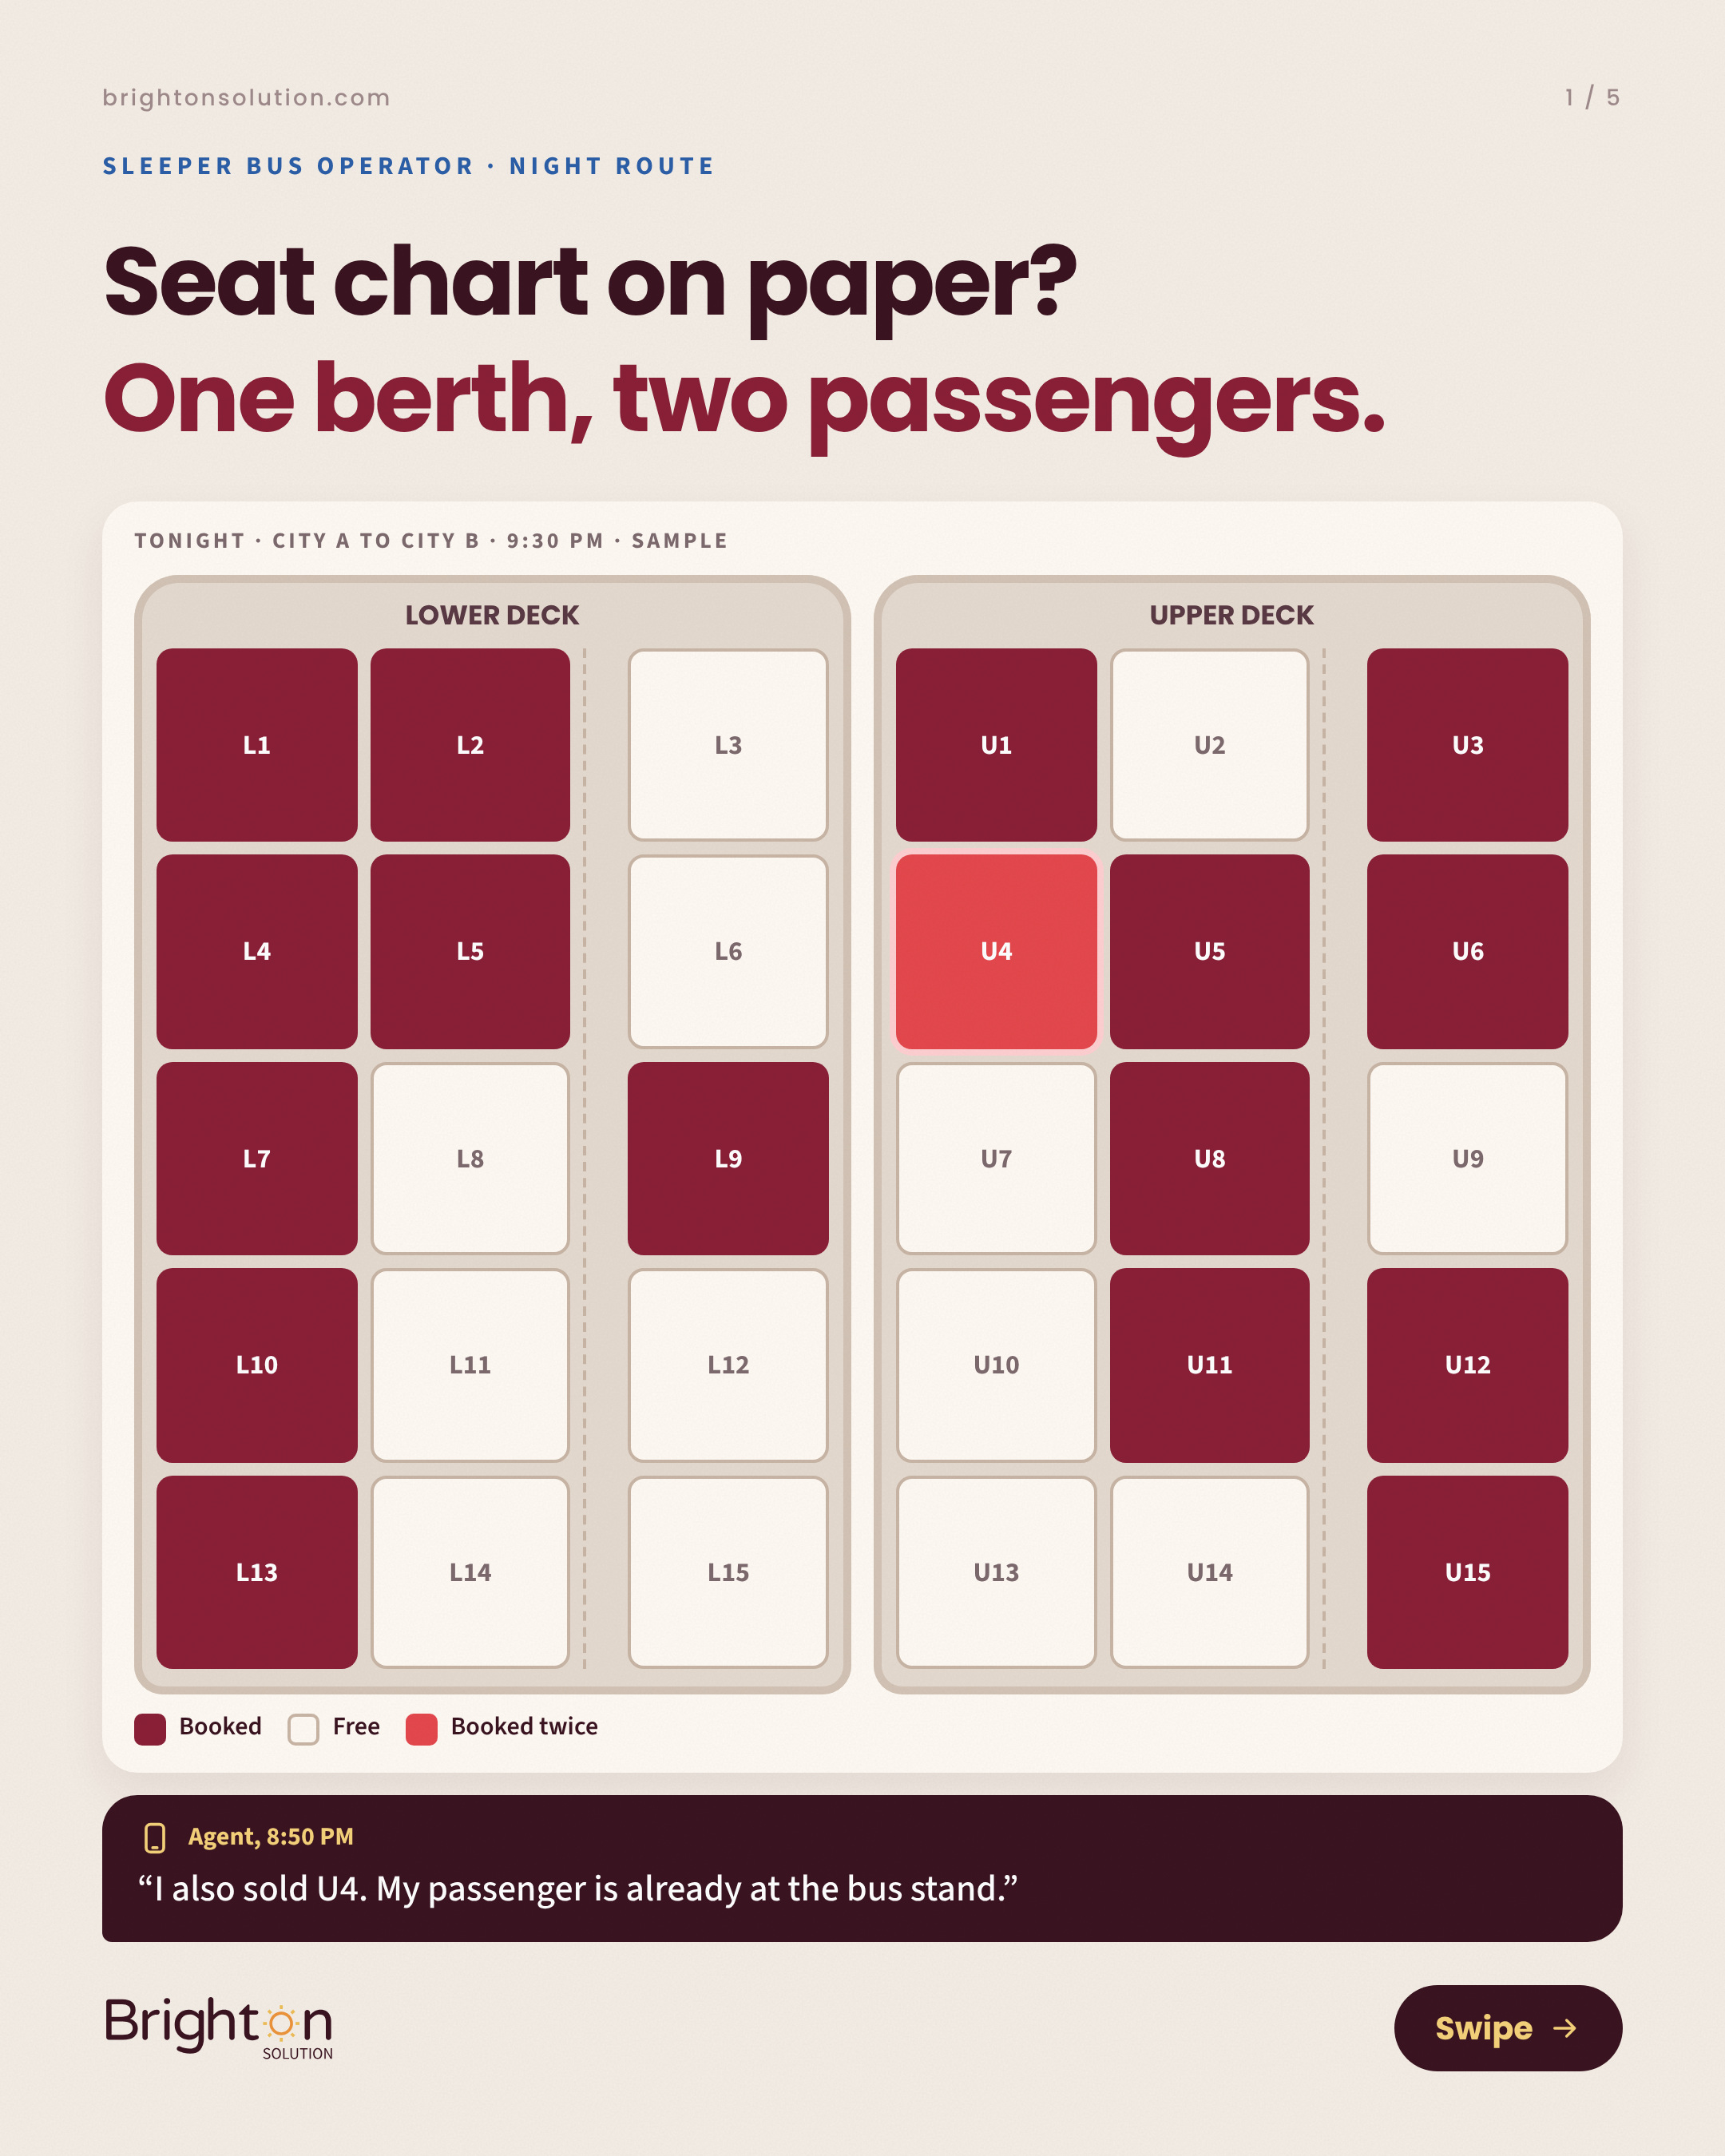 brightonsolution.com
1 / 5
SLEEPER BUS OPERATOR · NIGHT ROUTE
Seat chart on paper?
One berth, two passengers.
TONIGHT · CITY A TO CITY B · 9:30 PM · SAMPLE
LOWER DECK
L1 L2 L3
L4 L5 L6
L7 L8 L9
L10 L11 L12
L13 L14 L15
UPPER DECK
U1 U2 U3
U4 U5 U6
U7 U8 U9
U10 U11 U12
U13 U14 U15
Booked Free Booked twice
Agent, 8:50 PM
“I also sold U4. My passenger is already at the bus stand.”
Brighton
SOLUTION
Swipe →